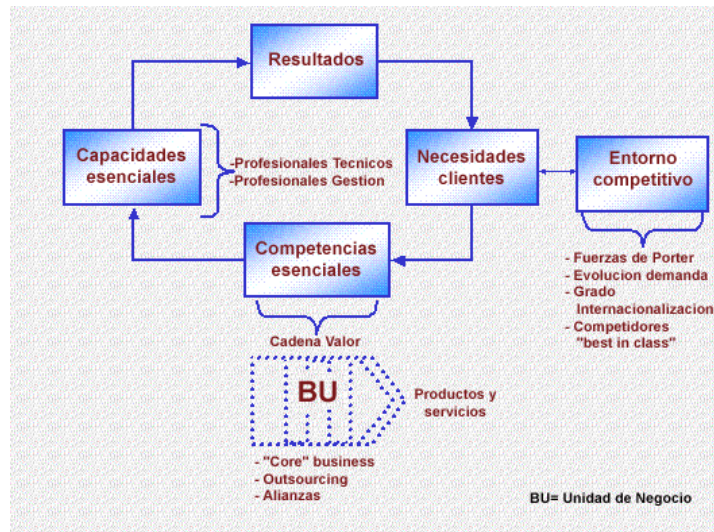 Resultados
Capacidades
esenciales
-Profesionales Tecnicos
-Profesionales Gestion
Necesidades
clientes
Entorno
competitivo
Competencias
esenciales
- Fuerzas de Porter
- Evolucion demanda
- Grado
Internacionalizacion
- Competidores
"best in class"
Cadena Valor
BU
Productos y
servicios
- "Core" business
- Outsourcing
- Alianzas
BU= Unidad de Negocio